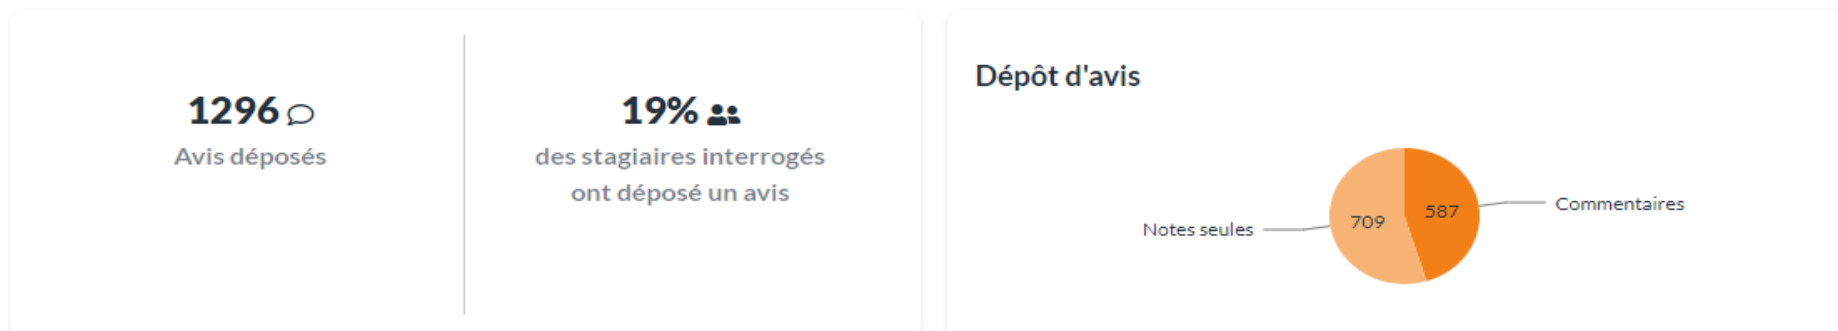 1296
Avis déposés
19%
des stagiaires interrogés
ont déposé un avis
Dépôt d'avis
Notes seules
709
587
Commentaires